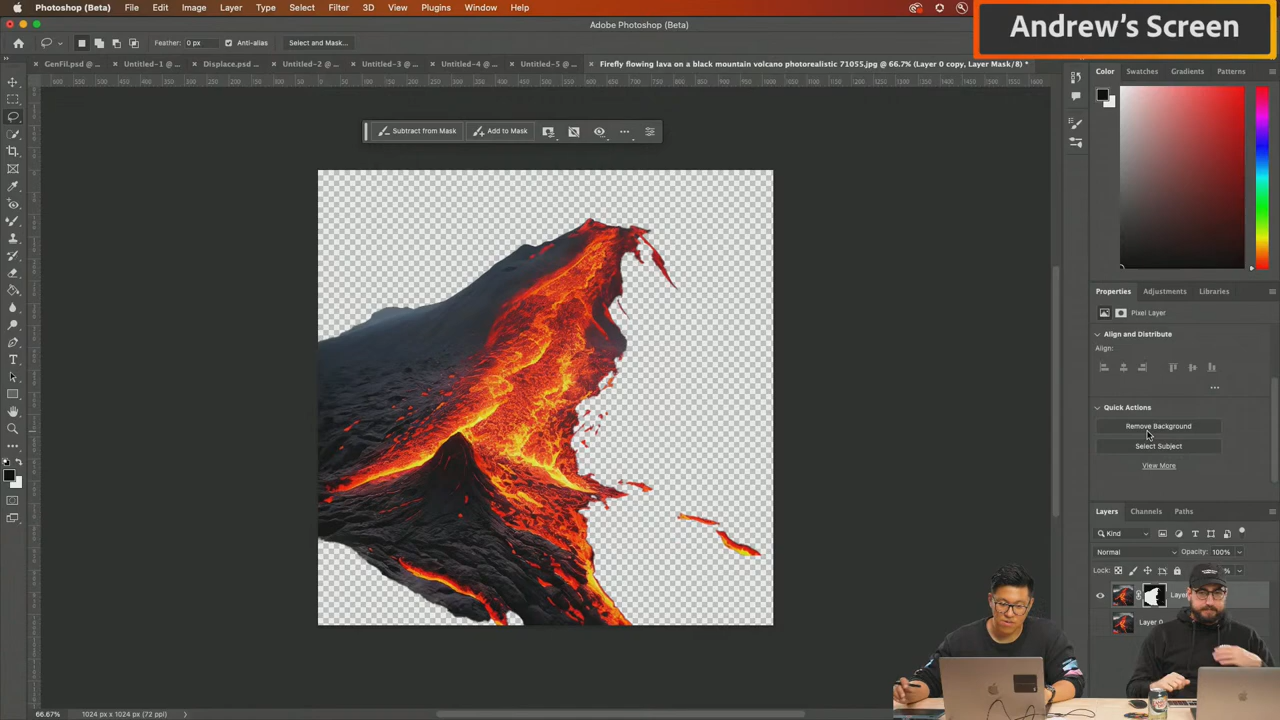 Photoshop (Beta) File Edit Image Layer Type Select Filter 3D View Plugins Window Help
Andrew's Screen
Adobe Photoshop (Beta)
Feather: 0 px Anti-alias Select and Mask...
GenFil.psd @ ... Untitled-1 @ ... Displace.psd ... Untitled-2 @ ... Untitled-3 @ ... Untitled-4 @ ... Untitled-5 @ ... Firefly flowing lava on a black mountain volcano photorealistic 71055.jpg @ 66.7% (Layer 0 copy, Layer Mask/8) *
Subtract from Mask Add to Mask
Color Swatches Gradients Patterns
Properties Adjustments Libraries
Pixel Layer
Align and Distribute
Align:
Quick Actions
Remove Background
Select Subject
View More
Layers Channels Paths
Kind
Normal Opacity: 100%
Lock: %
Laye
Layer 0
66.67% 1024 px x 1024 px (72 ppi)